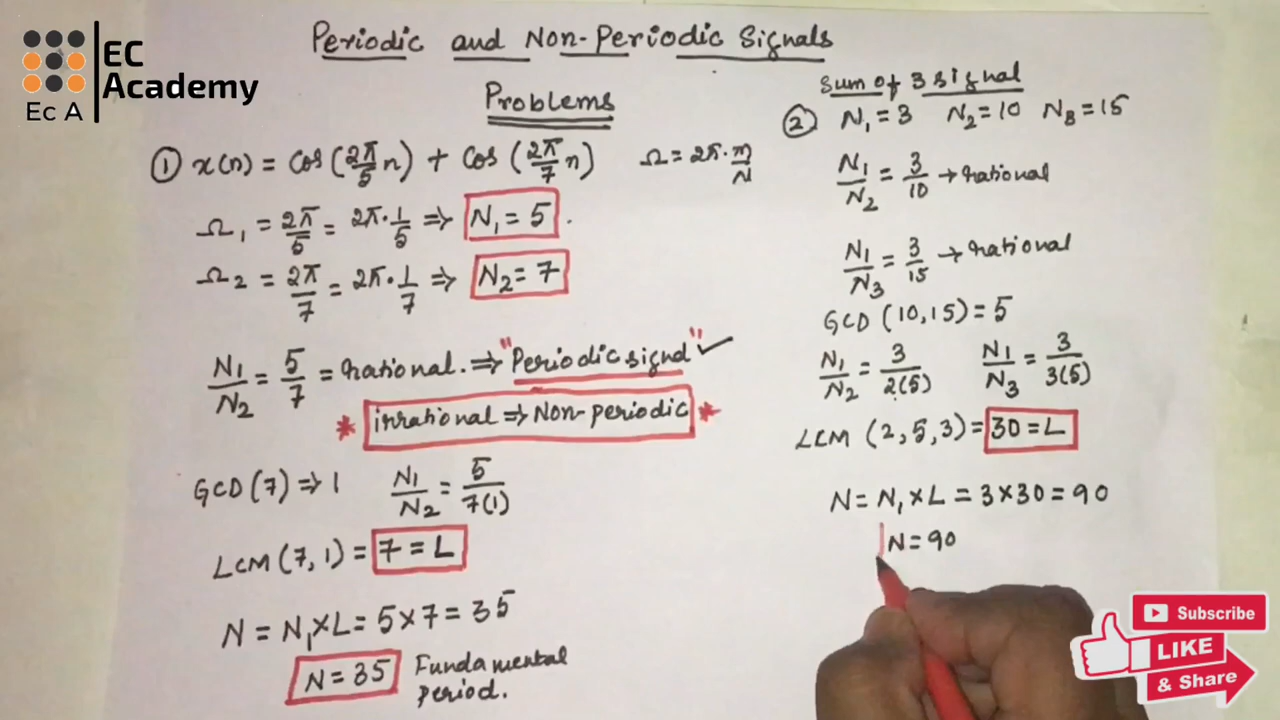 EC
Academy
Ec A
Periodic and Non-Periodic Signals
Problems
① x(n) = cos(2π/5 n) + cos(2π/7 n) Ω = 2π·m/N
Ω₁ = 2π/5 = 2π·1/5 ⇒ N₁ = 5.
Ω₂ = 2π/7 = 2π·1/7 ⇒ N₂ = 7
N₁/N₂ = 5/7 = rational. ⇒ "Periodic signal" ✓
* irrational ⇒ Non-periodic *
GCD(7) ⇒ 1 N₁/N₂ = 5/7(1)
LCM(7,1) = 7 = L
N = N₁×L = 5×7 = 35
N = 35 Fundamental
period.
Sum of 3 signal
② N₁ = 3 N₂ = 10 N₃ = 15
N₁/N₂ = 3/10 → rational
N₁/N₃ = 3/15 → rational
GCD (10,15) = 5
N₁/N₂ = 3/2(5) N₁/N₃ = 3/3(5)
LCM (2,5,3) = 30 = L
N = N₁×L = 3×30 = 90
N = 90
Subscribe
LIKE
& Share